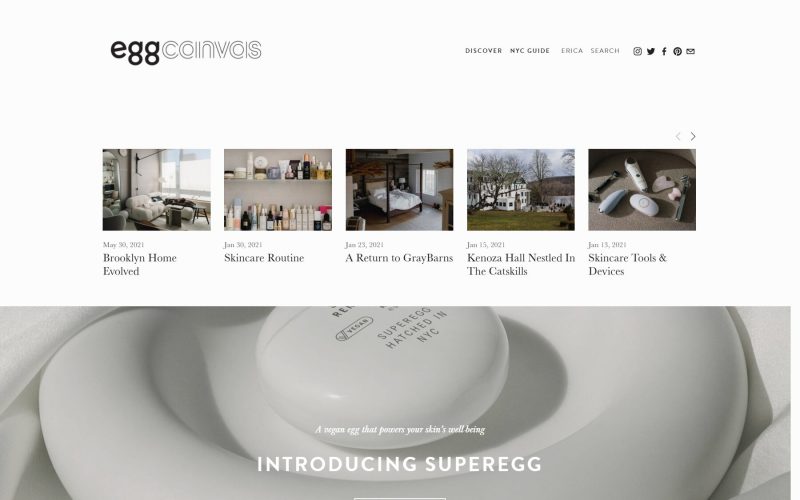 eggcanvas
DISCOVER NYC GUIDE ERICA SEARCH
May 30, 2021
Brooklyn Home
Evolved
Jan 30, 2021
Skincare Routine
Jan 23, 2021
A Return to GrayBarns
Jan 15, 2021
Kenoza Hall Nestled In
The Catskills
Jan 13, 2021
Skincare Tools &
Devices
VEGAN
SUPEREGG
HATCHED IN
NYC
A vegan egg that powers your skin's well being
INTRODUCING SUPEREGG